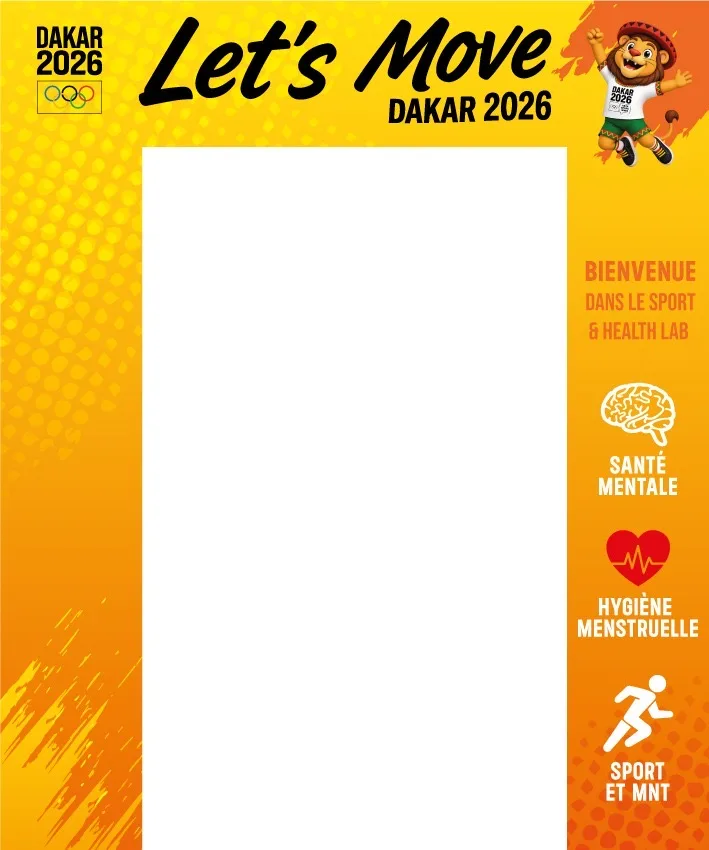 DAKAR
2026
Let's Move
DAKAR 2026
DAKAR
2026
BIENVENUE
DANS LE SPORT
& HEALTH LAB
SANTÉ
MENTALE
HYGIÈNE
MENSTRUELLE
SPORT
ET MNT